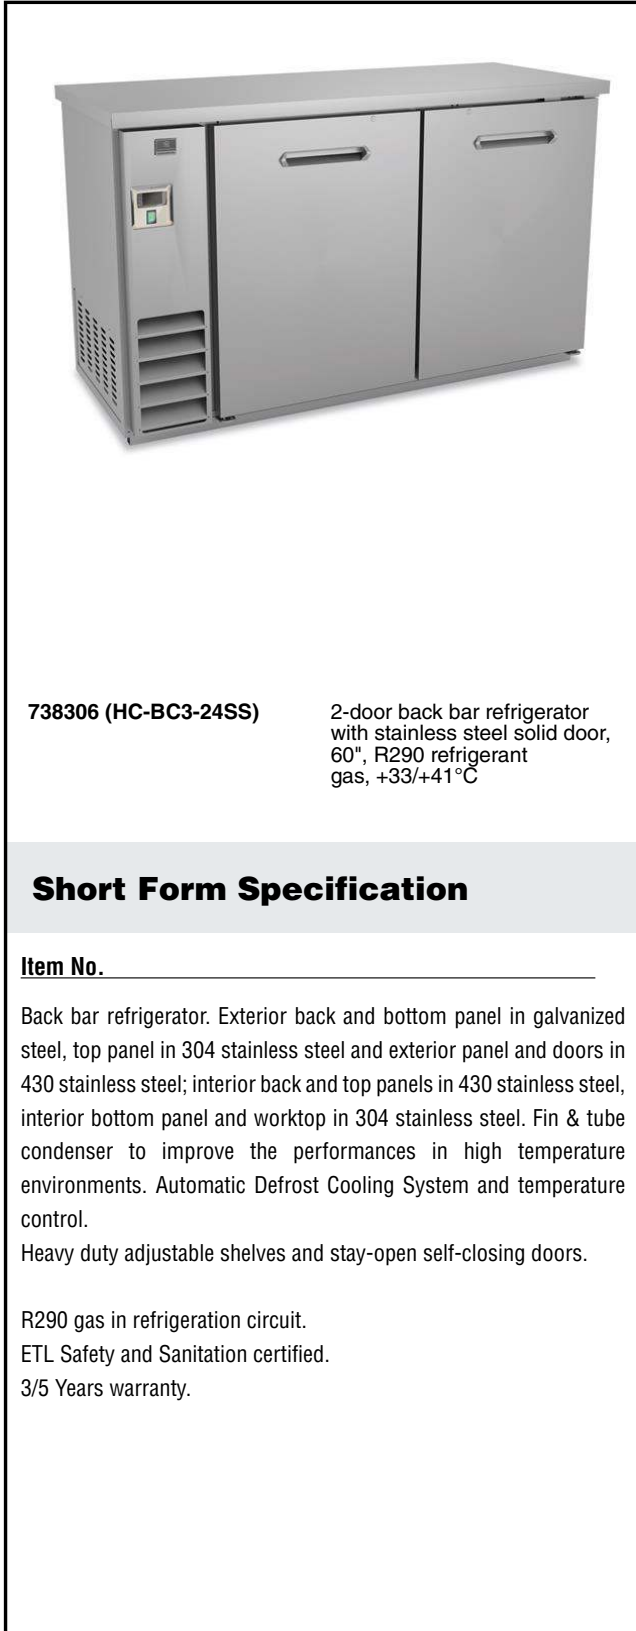 738306 (HC-BC3-24SS)
2-door back bar refrigerator
with stainless steel solid door,
60", R290 refrigerant
gas, +33/+41°C
Short Form Specification
Item No.
Back bar refrigerator. Exterior back and bottom panel in galvanized
steel, top panel in 304 stainless steel and exterior panel and doors in
430 stainless steel; interior back and top panels in 430 stainless steel,
interior bottom panel and worktop in 304 stainless steel. Fin & tube
condenser to improve the performances in high temperature
environments. Automatic Defrost Cooling System and temperature
control.
Heavy duty adjustable shelves and stay-open self-closing doors.
R290 gas in refrigeration circuit.
ETL Safety and Sanitation certified.
3/5 Years warranty.